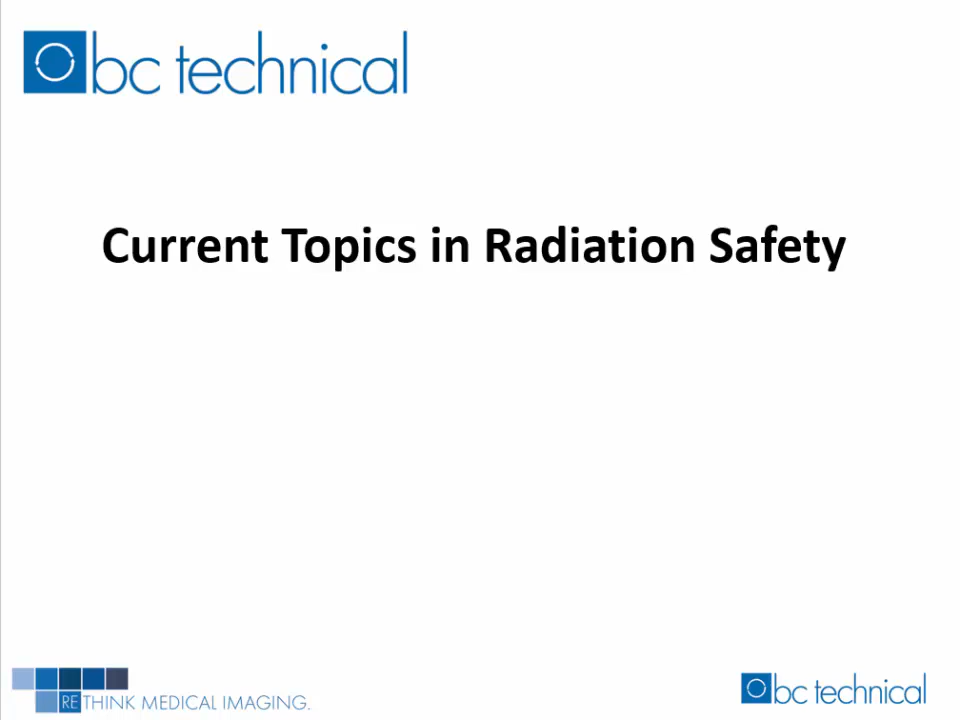 bc technical
Current Topics in Radiation Safety
RETHINK MEDICAL IMAGING.
bc technical